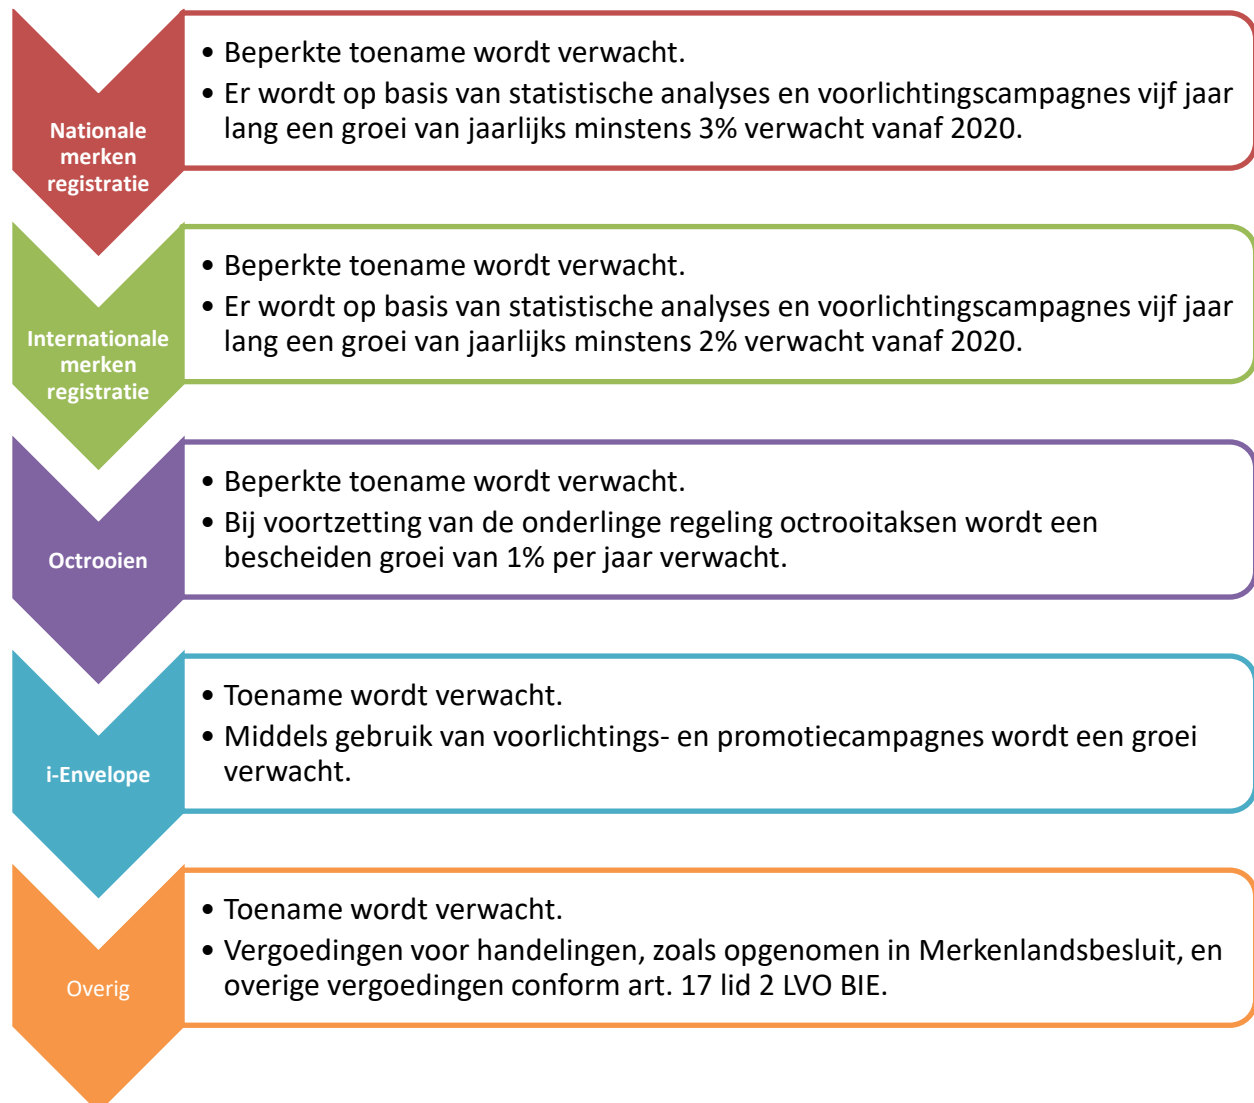 Nationale
merken
registratie
• Beperkte toename wordt verwacht.
• Er wordt op basis van statistische analyses en voorlichtingscampagnes vijf jaar
lang een groei van jaarlijks minstens 3% verwacht vanaf 2020.
Internationale
merken
registratie
• Beperkte toename wordt verwacht.
• Er wordt op basis van statistische analyses en voorlichtingscampagnes vijf jaar
lang een groei van jaarlijks minstens 2% verwacht vanaf 2020.
Octrooien
• Beperkte toename wordt verwacht.
• Bij voortzetting van de onderlinge regeling octrooitaksen wordt een
bescheiden groei van 1% per jaar verwacht.
i-Envelope
• Toename wordt verwacht.
• Middels gebruik van voorlichtings- en promotiecampagnes wordt een groei
verwacht.
Overig
• Toename wordt verwacht.
• Vergoedingen voor handelingen, zoals opgenomen in Merkenlandsbesluit, en
overige vergoedingen conform art. 17 lid 2 LVO BIE.